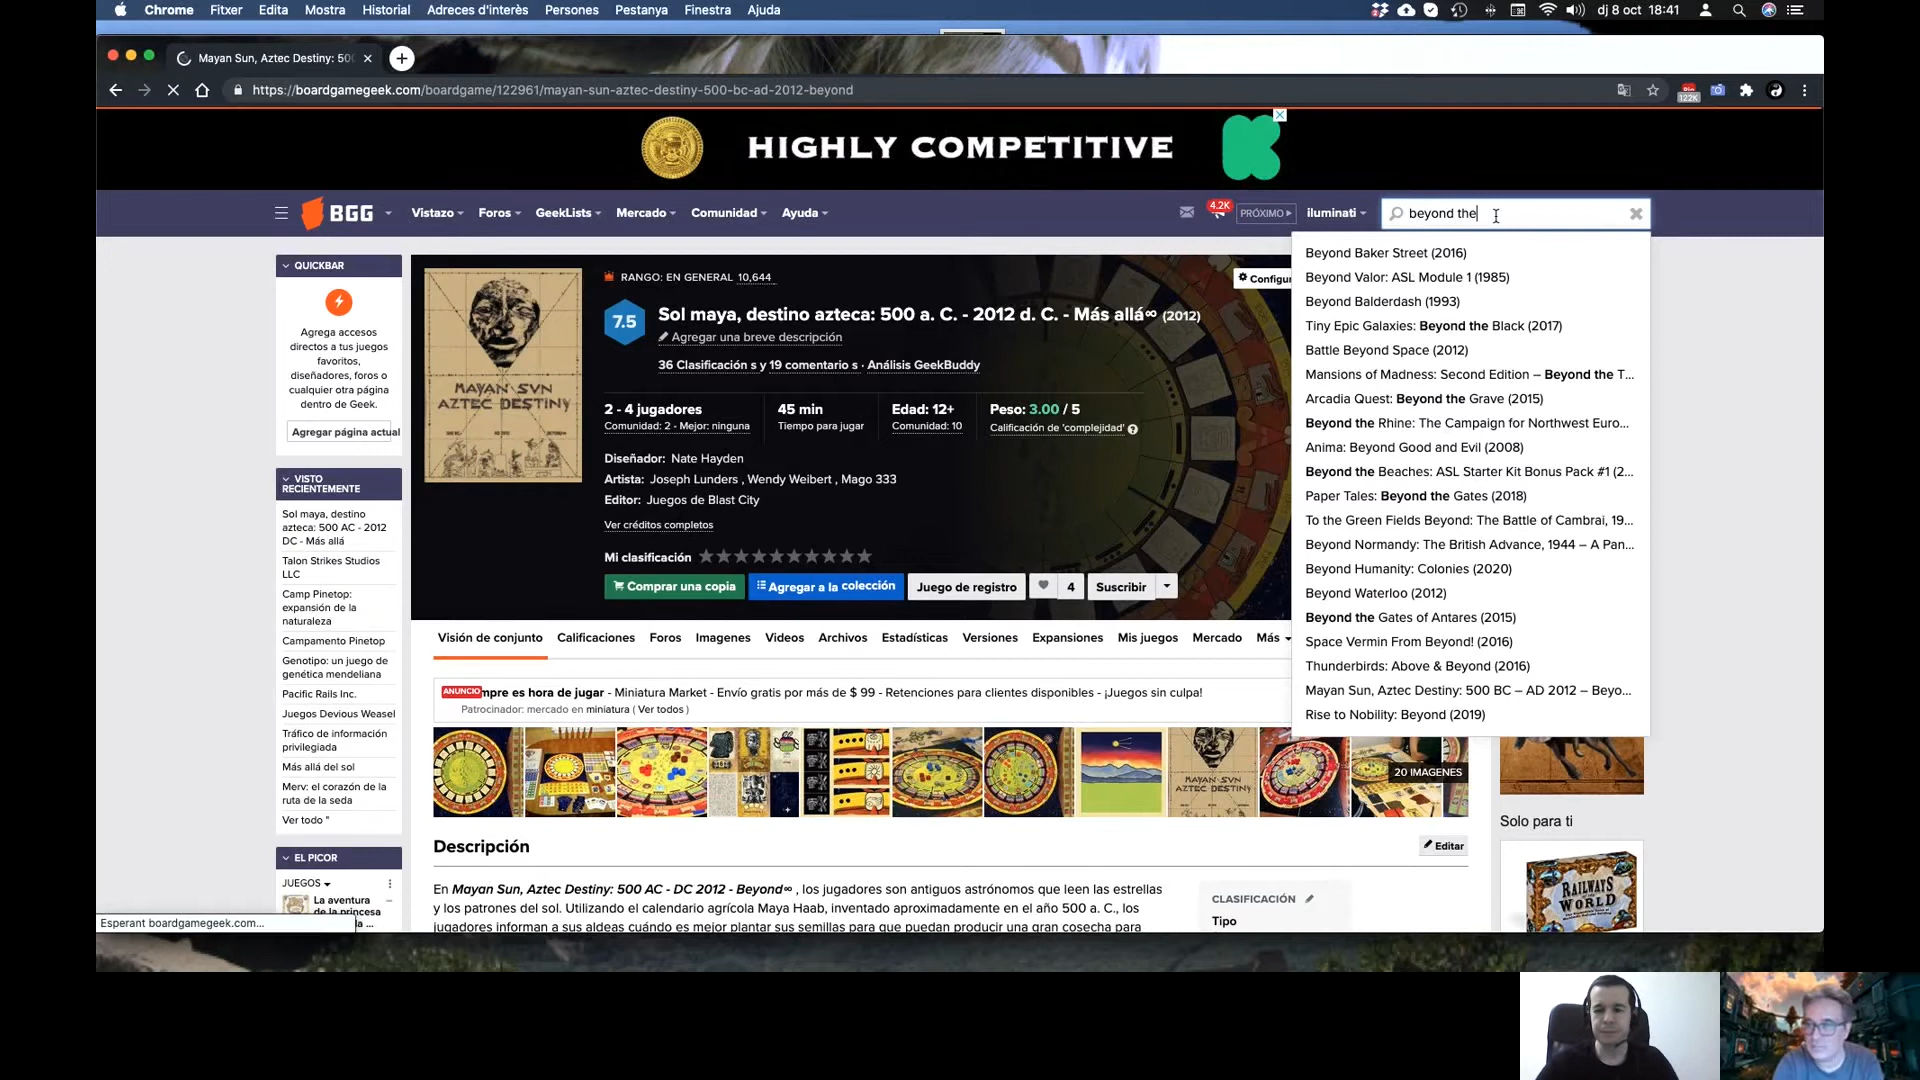 Chrome Fitxer Edita Mostra Historial Adreces d'interès Persones Pestanya Finestra Ajuda
dj 8 oct 18:41
Mayan Sun, Aztec Destiny: 50
https://boardgamegeek.com/boardgame/122961/mayan-sun-aztec-destiny-500-bc-ad-2012-beyond
122K
HIGHLY COMPETITIVE
BGG
Vistazo Foros GeekLists Mercado Comunidad Ayuda
4.2K
PRÓXIMO
iluminati
beyond the
Beyond Baker Street (2016)
Beyond Valor: ASL Module 1 (1985)
Beyond Balderdash (1993)
Tiny Epic Galaxies: Beyond the Black (2017)
Battle Beyond Space (2012)
Mansions of Madness: Second Edition – Beyond the T...
Arcadia Quest: Beyond the Grave (2015)
Beyond the Rhine: The Campaign for Northwest Euro...
Anima: Beyond Good and Evil (2008)
Beyond the Beaches: ASL Starter Kit Bonus Pack #1 (2...
Paper Tales: Beyond the Gates (2018)
To the Green Fields Beyond: The Battle of Cambrai, 19...
Beyond Normandy: The British Advance, 1944 – A Pan...
Beyond Humanity: Colonies (2020)
Beyond Waterloo (2012)
Beyond the Gates of Antares (2015)
Space Vermin From Beyond! (2016)
Thunderbirds: Above & Beyond (2016)
Mayan Sun, Aztec Destiny: 500 BC – AD 2012 – Beyo...
Rise to Nobility: Beyond (2019)
QUICKBAR
Agrega accesos
directos a tus juegos
favoritos,
diseñadores, foros o
cualquier otra página
dentro de Geek.
Agregar página actual
VISTO
RECIENTEMENTE
Sol maya, destino
azteca: 500 AC - 2012
DC - Más allá
Talon Strikes Studios
LLC
Camp Pinetop:
expansión de la
naturaleza
Campamento Pinetop
Genotipo: un juego de
genética mendeliana
Pacific Rails Inc.
Juegos Devious Weasel
Tráfico de información
privilegiada
Más allá del sol
Merv: el corazón de la
ruta de la seda
Ver todo "
EL PICOR
JUEGOS
La aventura
de la princesa
Esperant boardgamegeek.com...
MAYAN SUN
AZTEC DESTINY
RANGO: EN GENERAL 10,644
Configur
7.5
Sol maya, destino azteca: 500 a. C. - 2012 d. C. - Más allá∞ (2012)
Agregar una breve descripción
36 Clasificación s y 19 comentario s · Análisis GeekBuddy
2 - 4 jugadores
Comunidad: 2 - Mejor: ninguna
45 min
Tiempo para jugar
Edad: 12+
Comunidad: 10
Peso: 3.00 / 5
Calificación de 'complejidad'
Diseñador: Nate Hayden
Artista: Joseph Lunders , Wendy Weibert , Mago 333
Editor: Juegos de Blast City
Ver créditos completos
Mi clasificación
Comprar una copia
Agregar a la colección
Juego de registro
4
Suscribir
Visión de conjunto Calificaciones Foros Imagenes Videos Archivos Estadísticas Versiones Expansiones Mis juegos Mercado Más
ANUNCIO mpre es hora de jugar - Miniatura Market - Envío gratis por más de $ 99 - Retenciones para clientes disponibles - ¡Juegos sin culpa!
Patrocinador: mercado en miniatura ( Ver todos )
MAYAN SUN
AZTEC DESTINY
20 IMAGENES
Descripción
Editar
En Mayan Sun, Aztec Destiny: 500 AC - DC 2012 - Beyond∞ , los jugadores son antiguos astrónomos que leen las estrellas
y los patrones del sol. Utilizando el calendario agrícola Maya Haab, inventado aproximadamente en el año 500 a. C., los
jugadores informan a sus aldeas cuándo es mejor plantar sus semillas para que puedan producir una gran cosecha para
CLASIFICACIÓN
Tipo
Solo para ti
RAILWAYS
OF THE
WORLD